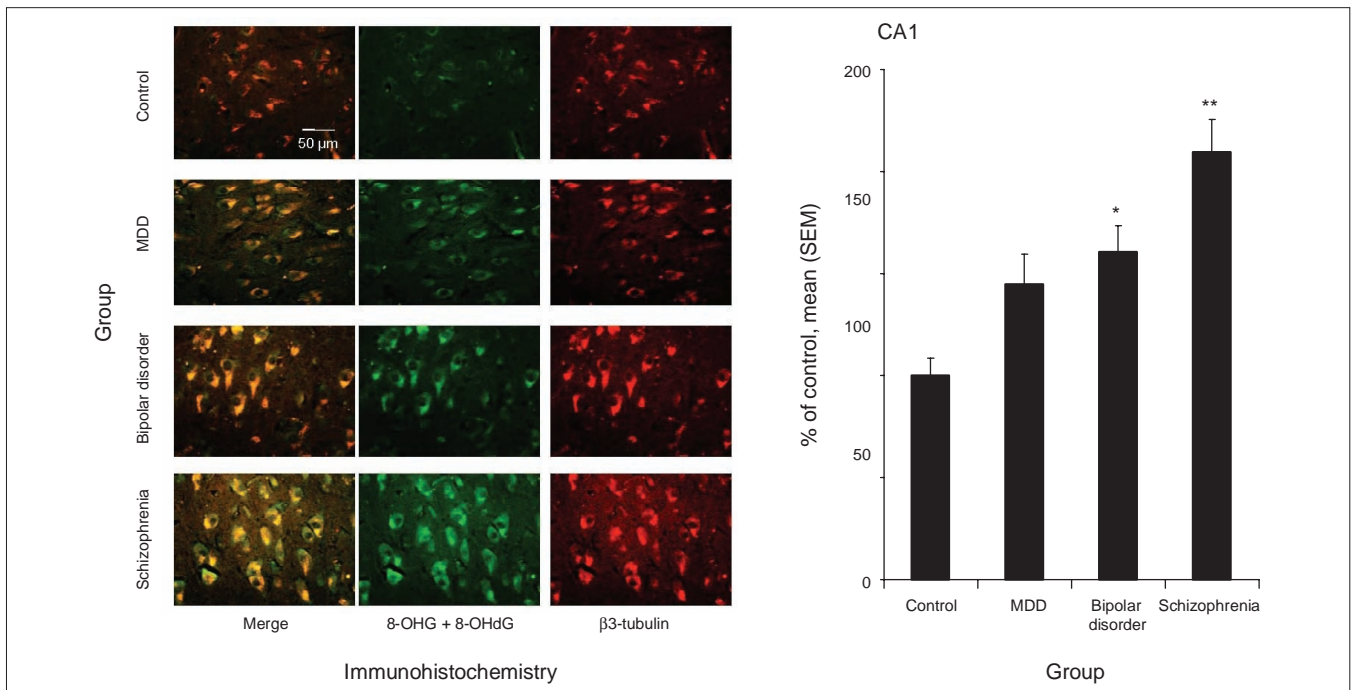 Group
Control
MDD
Bipolar disorder
Schizophrenia
50 µm
Merge
8-OHG + 8-OHdG
β3-tubulin
Immunohistochemistry
CA1
% of control, mean (SEM)
200
150
100
50
0
*
**
Control
MDD
Bipolar
disorder
Schizophrenia
Group